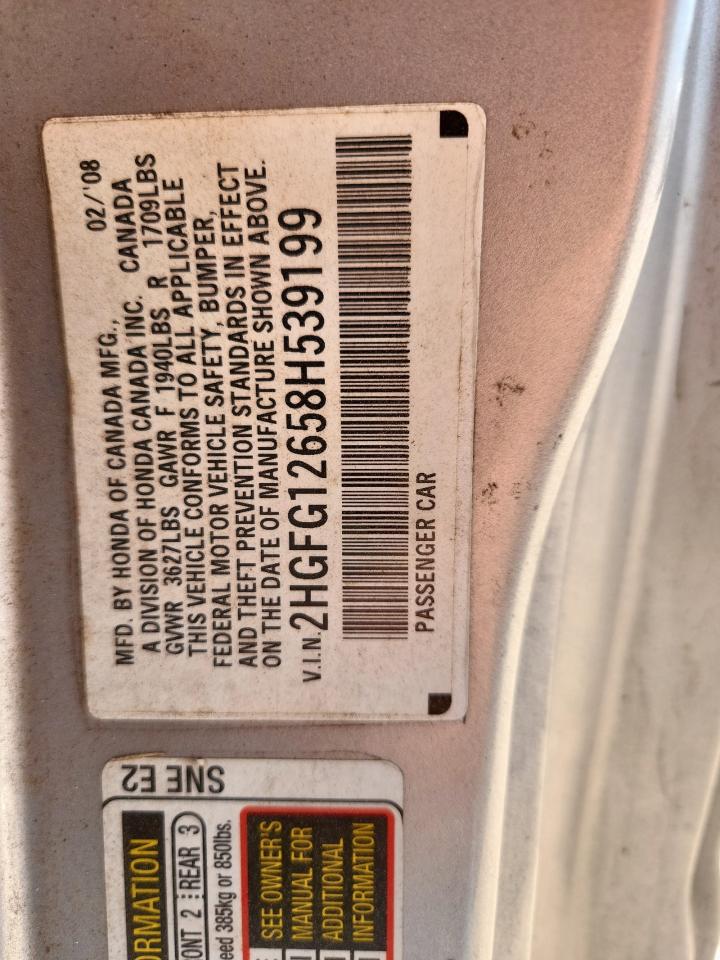 MFD. BY HONDA OF CANADA MFG., 02/'08
A DIVISION OF HONDA CANADA INC. CANADA
GVWR 3627LBS GAWR F 1940LBS R 1709LBS
THIS VEHICLE CONFORMS TO ALL APPLICABLE
FEDERAL MOTOR VEHICLE SAFETY, BUMPER,
AND THEFT PREVENTION STANDARDS IN EFFECT
ON THE DATE OF MANUFACTURE SHOWN ABOVE.
V.I.N. 2HGFG12658H539199
PASSENGER CAR
SNE E2
REAR 3
2
385kg or 850lbs.
SEE OWNER'S
MANUAL FOR
ADDITIONAL
INFORMATION